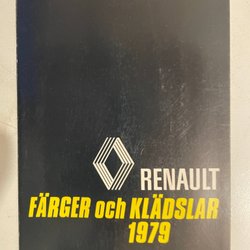 RENAULT
FÄRGER och KLÄDSLAR
1979